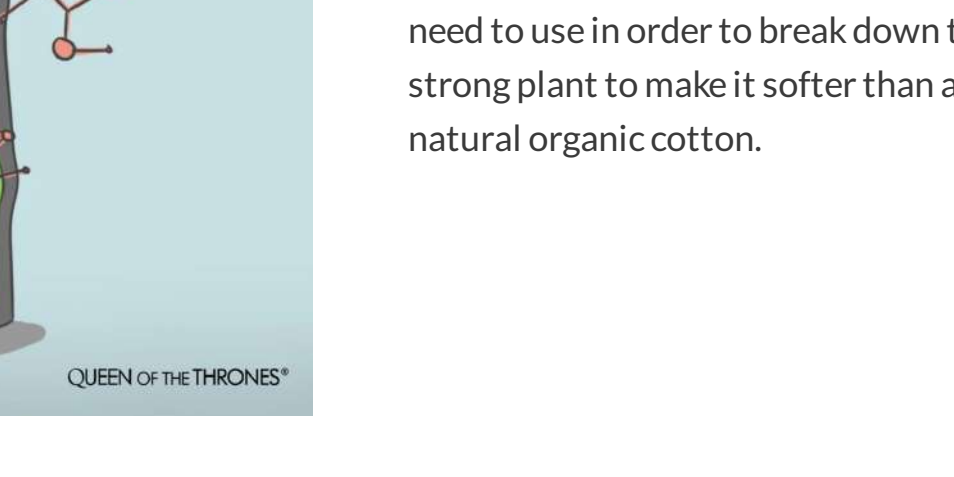 need to use in order to break down
strong plant to make it softer than
natural organic cotton.
QUEEN OF THE THRONES®